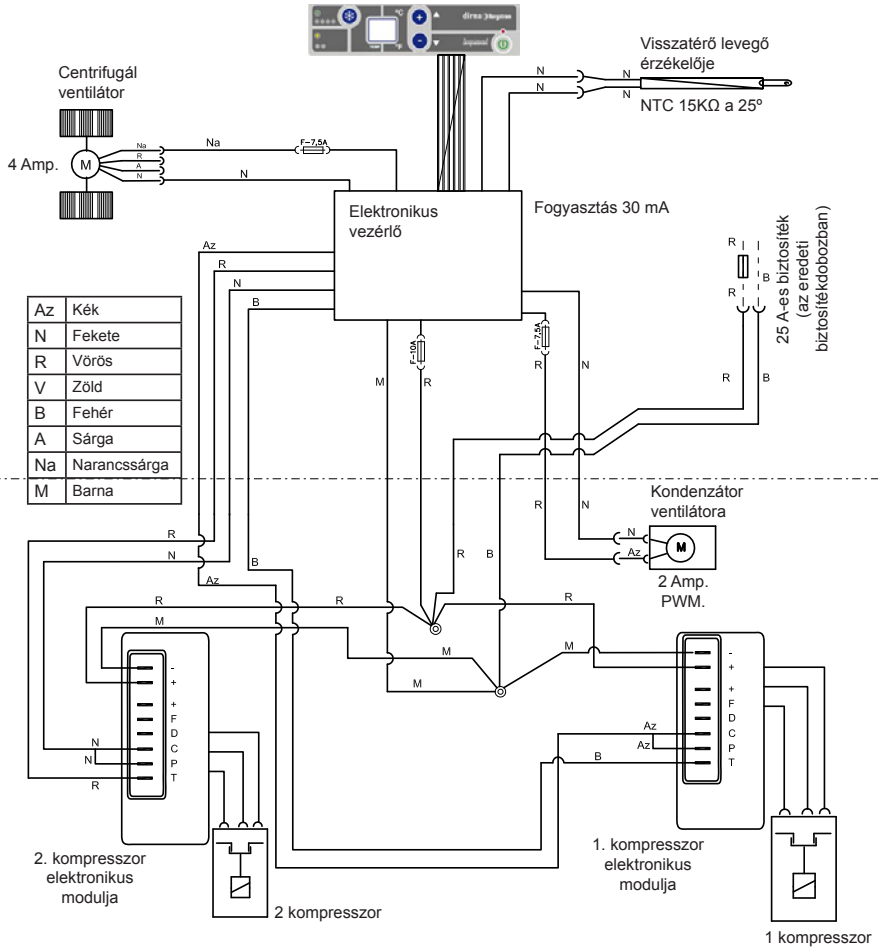 °C
°F
dirna Bergstrom
Centrifugál
ventilátor
4 Amp.
M
Na
R
A
N
Na
N
F-7,5A
N
N
N
N
Visszatérő levegő
érzékelője
NTC 15KΩ a 25º
Elektronikus
vezérlő
Fogyasztás 30 mA
R
R
B
25 A-es biztosíték
(az eredeti
biztosítékdobozban)
R
B
Az
R
N
B
F-10A
F-7,5A
M
R
R
N
Az Kék
N Fekete
R Vörös
V Zöld
B Fehér
A Sárga
Na Narancssárga
M Barna
R
N
Kondenzátor
ventilátora
N
Az
M
2 Amp.
PWM.
R
N
B
Az
R
B
R
R
R
M
M
M
M
-
+
+
F
D
C
P
T
N
N
R
-
+
+
F
D
C
P
T
Az
Az
B
2. kompresszor
elektronikus
modulja
2 kompresszor
1. kompresszor
elektronikus
modulja
1 kompresszor